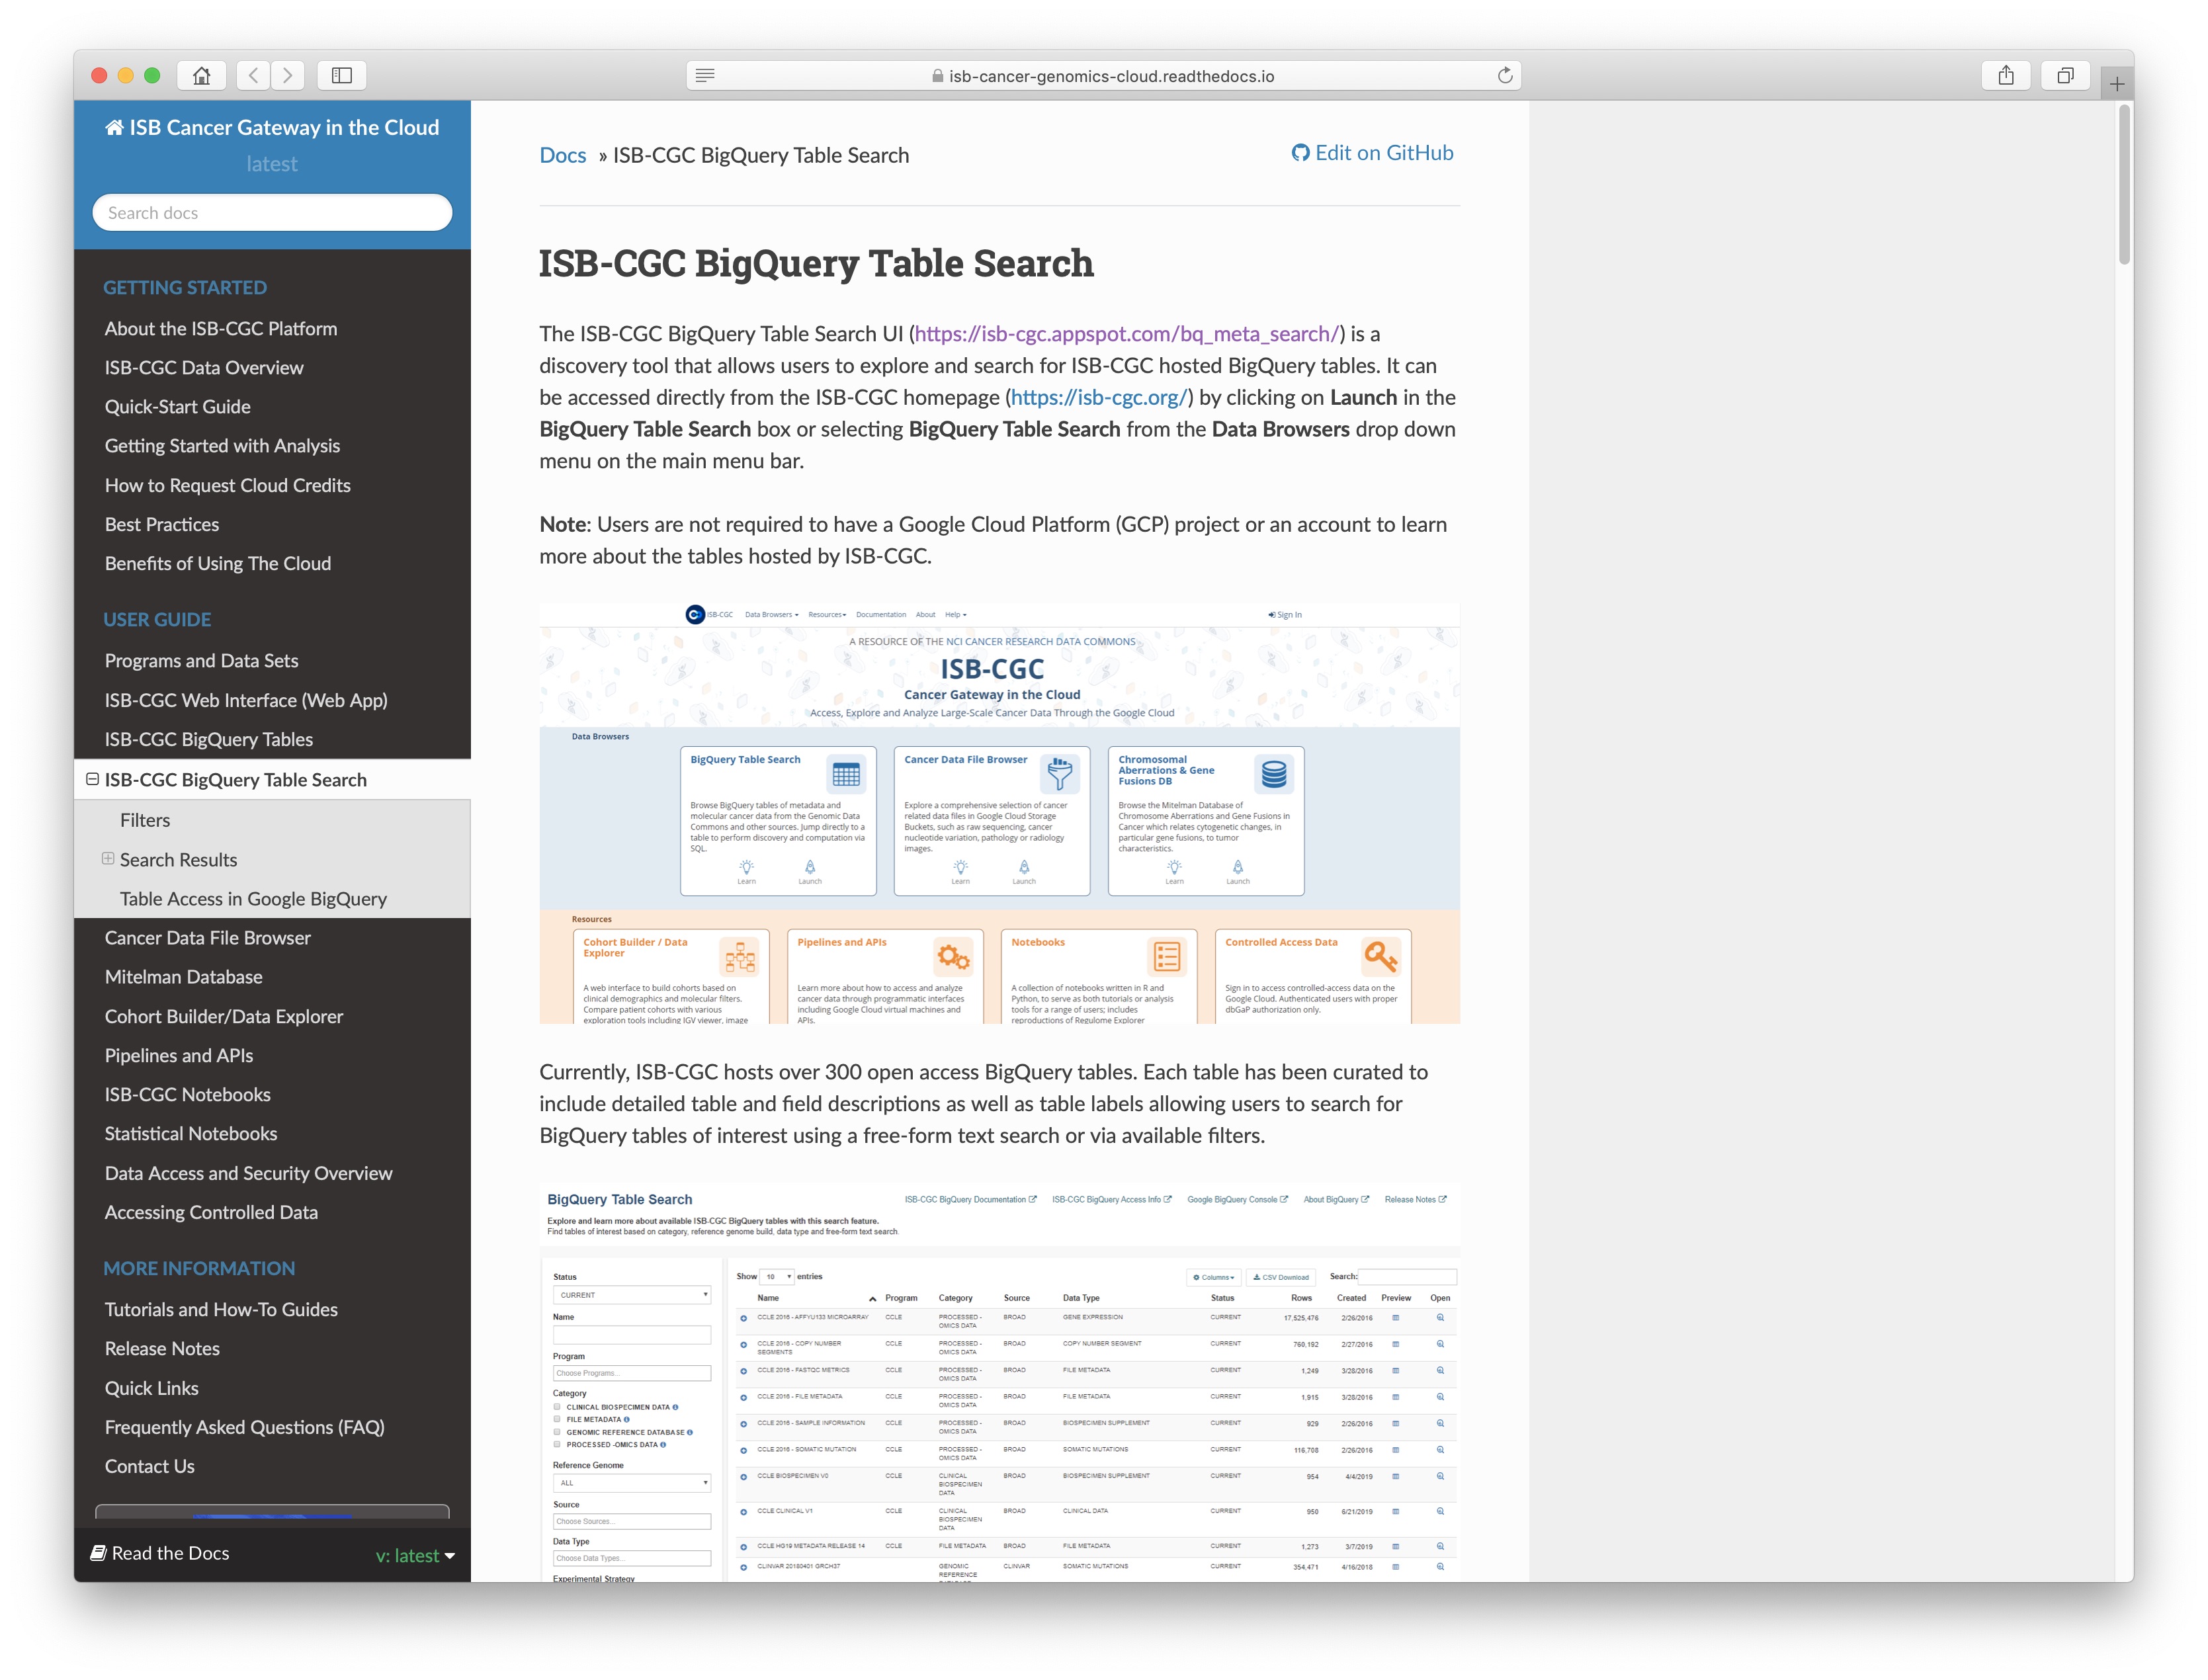 isb-cancer-genomics-cloud.readthedocs.io
ISB Cancer Gateway in the Cloud
latest
Search docs
GETTING STARTED
About the ISB-CGC Platform
ISB-CGC Data Overview
Quick-Start Guide
Getting Started with Analysis
How to Request Cloud Credits
Best Practices
Benefits of Using The Cloud
USER GUIDE
Programs and Data Sets
ISB-CGC Web Interface (Web App)
ISB-CGC BigQuery Tables
ISB-CGC BigQuery Table Search
Filters
Search Results
Table Access in Google BigQuery
Cancer Data File Browser
Mitelman Database
Cohort Builder/Data Explorer
Pipelines and APIs
ISB-CGC Notebooks
Statistical Notebooks
Data Access and Security Overview
Accessing Controlled Data
MORE INFORMATION
Tutorials and How-To Guides
Release Notes
Quick Links
Frequently Asked Questions (FAQ)
Contact Us
Read the Docs
v: latest
Docs » ISB-CGC BigQuery Table Search
Edit on GitHub
ISB-CGC BigQuery Table Search
The ISB-CGC BigQuery Table Search UI (https://isb-cgc.appspot.com/bq_meta_search/) is a
discovery tool that allows users to explore and search for ISB-CGC hosted BigQuery tables. It can
be accessed directly from the ISB-CGC homepage (https://isb-cgc.org/) by clicking on Launch in the
BigQuery Table Search box or selecting BigQuery Table Search from the Data Browsers drop down
menu on the main menu bar.
Note: Users are not required to have a Google Cloud Platform (GCP) project or an account to learn
more about the tables hosted by ISB-CGC.
ISB-CGC Data Browsers Resources Documentation About Help Sign In
A RESOURCE OF THE NCI CANCER RESEARCH DATA COMMONS
ISB-CGC
Cancer Gateway in the Cloud
Access, Explore and Analyze Large-Scale Cancer Data Through the Google Cloud
Data Browsers
BigQuery Table Search
Browse BigQuery tables of metadata and
molecular cancer data from the Genomic Data
Commons and other sources. Jump directly to a
table to perform discovery and computation via
SQL.
Learn Launch
Cancer Data File Browser
Explore a comprehensive selection of cancer
related data files in Google Cloud Storage
Buckets, such as raw sequencing, cancer
nucleotide variation, pathology or radiology
images.
Learn Launch
Chromosomal
Aberrations & Gene
Fusions DB
Browse the Mitelman Database of
Chromosome Aberrations and Gene Fusions in
Cancer which relates cytogenetic changes, in
particular gene fusions, to tumor
characteristics.
Learn Launch
Resources
Cohort Builder / Data
Explorer
A web interface to build cohorts based on
clinical demographics and molecular filters.
Compare patient cohorts with various
exploration tools including IGV viewer, image
Pipelines and APIs
Learn more about how to access and analyze
cancer data through programmatic interfaces
including Google Cloud virtual machines and
APIs.
Notebooks
A collection of notebooks written in R and
Python, to serve as both tutorials or analysis
tools for a range of users; includes
reproductions of Regulome Explorer
Controlled Access Data
Sign in to access controlled-access data on the
Google Cloud. Authenticated users with proper
dbGaP authorization only.
Currently, ISB-CGC hosts over 300 open access BigQuery tables. Each table has been curated to
include detailed table and field descriptions as well as table labels allowing users to search for
BigQuery tables of interest using a free-form text search or via available filters.
BigQuery Table Search
ISB-CGC BigQuery Documentation ISB-CGC BigQuery Access Info Google BigQuery Console About BigQuery Release Notes
Explore and learn more about available ISB-CGC BigQuery tables with this search feature.
Find tables of interest based on category, reference genome build, data type and free-form text search.
Status
CURRENT
Name
Program
Choose Programs...
Category
CLINICAL BIOSPECIMEN DATA
FILE METADATA
GENOMIC REFERENCE DATABASE
PROCESSED -OMICS DATA
Reference Genome
ALL
Source
Choose Sources...
Data Type
Choose Data Types...
Experimental Strategy
Show 10 entries
Columns CSV Download Search:
Name Program Category Source Data Type Status Rows Created Preview Open
CCLE 2016 - AFFYU133 MICROARRAY CCLE PROCESSED - OMICS DATA BROAD GENE EXPRESSION CURRENT 17,525,476 2/26/2016
CCLE 2016 - COPY NUMBER SEGMENTS CCLE PROCESSED - OMICS DATA BROAD COPY NUMBER SEGMENT CURRENT 760,192 2/27/2016
CCLE 2016 - FASTQC METRICS CCLE PROCESSED - OMICS DATA BROAD FILE METADATA CURRENT 1,249 3/28/2016
CCLE 2016 - FILE METADATA CCLE PROCESSED - OMICS DATA BROAD FILE METADATA CURRENT 1,915 3/28/2016
CCLE 2016 - SAMPLE INFORMATION CCLE PROCESSED - OMICS DATA BROAD BIOSPECIMEN SUPPLEMENT CURRENT 929 2/26/2016
CCLE 2016 - SOMATIC MUTATION CCLE PROCESSED - OMICS DATA BROAD SOMATIC MUTATIONS CURRENT 116,708 2/26/2016
CCLE BIOSPECIMEN V0 CCLE CLINICAL BIOSPECIMEN DATA BROAD BIOSPECIMEN SUPPLEMENT CURRENT 954 4/4/2019
CCLE CLINICAL V1 CCLE CLINICAL BIOSPECIMEN DATA BROAD CLINICAL DATA CURRENT 950 6/21/2019
CCLE HG19 METADATA RELEASE 14 CCLE FILE METADATA BROAD FILE METADATA CURRENT 1,273 3/7/2019
CLINVAR 20180401 GRCH37 GENOMIC REFERENCE CLINVAR SOMATIC MUTATIONS CURRENT 354,471 4/16/2018